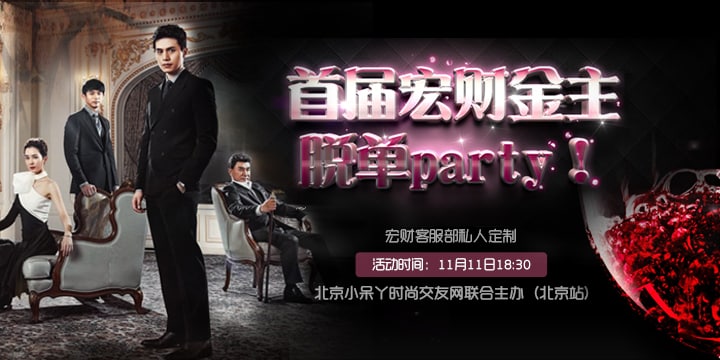 首届宏财金主
脱单party！
宏财客服部私人定制
活动时间：11月11日18:30
北京小呆丫时尚交友网联合主办（北京站）